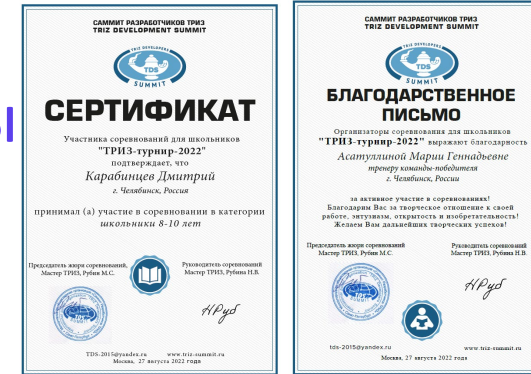 Ы
САММИТ РАЗРАБОТЧИКОВ ТРИЗ
TRIZ DEVELOPMENT SUMMIT
TRIZ DEVELOPERS
TDS
SUMMIT
СЕРТИФИКАТ
Участника соревнований для школьников
"ТРИЗ-турнир-2022"
подтверждает, что
Карабинцев Дмитрий
г. Челябинск, Россия
принимал (а) участие в соревновании в категории
школьники 8-10 лет
Председатель жюри соревнований
Мастер ТРИЗ, Рубин М.С.
Руководитель соревнований
Мастер ТРИЗ, Рубина Н.В.
TDS-2015@yandex.ru www.triz-summit.ru
Москва, 27 августа 2022 года
САММИТ РАЗРАБОТЧИКОВ ТРИЗ
TRIZ DEVELOPMENT SUMMIT
TRIZ DEVELOPERS
TDS
SUMMIT
БЛАГОДАРСТВЕННОЕ
ПИСЬМО
Организаторы соревнования для школьников
"ТРИЗ-турнир-2022" выражают благодарность
Асатуллиной Марии Геннадьевне
тренеру команды-победителя
г. Челябинск, России
за активное участие в соревнованиях!
Благодарим Вас за творческое отношение к своей
работе, энтузиазм, открытость и изобретательность!
Желаем Вам дальнейших творческих успехов!
Председатель жюри соревнований
Мастер ТРИЗ, Рубин М.С.
Руководитель соревнований
Мастер ТРИЗ, Рубина Н.В.
tds-2015@yandex.ru www.triz-summit.ru
Москва, 27 августа 2022 года